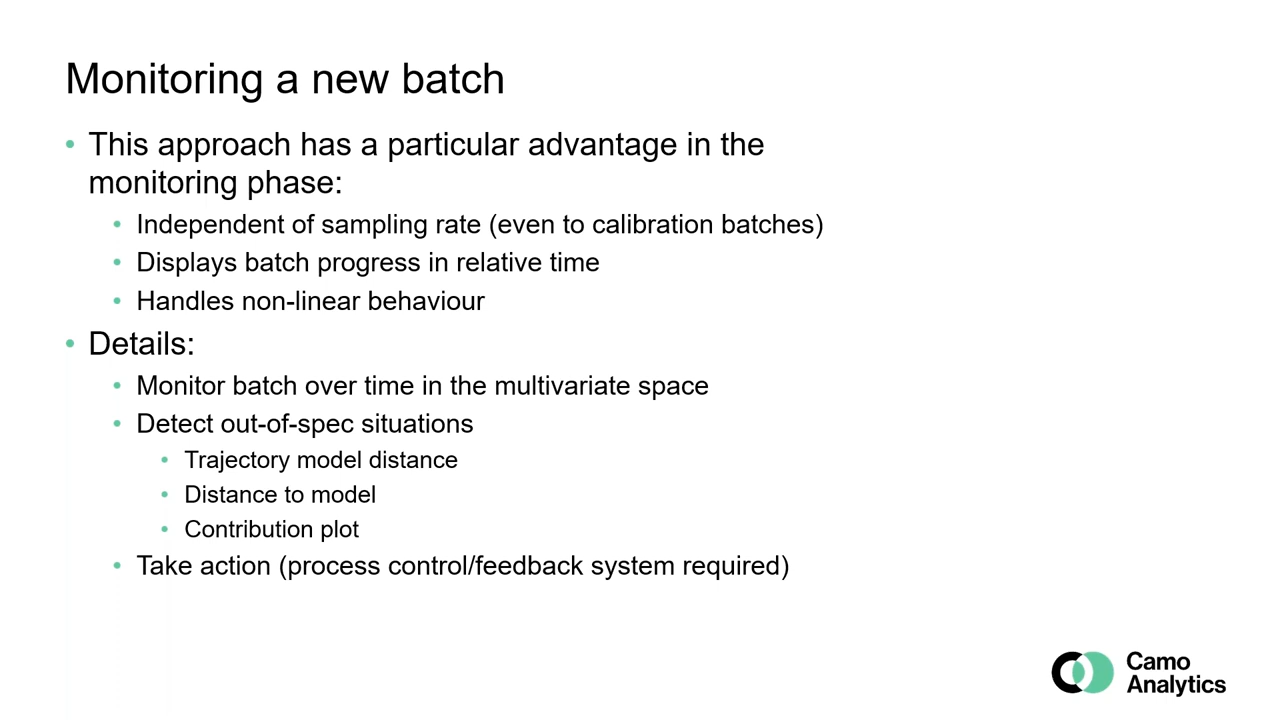 Monitoring a new batch
• This approach has a particular advantage in the
monitoring phase:
• Independent of sampling rate (even to calibration batches)
• Displays batch progress in relative time
• Handles non-linear behaviour
• Details:
• Monitor batch over time in the multivariate space
• Detect out-of-spec situations
• Trajectory model distance
• Distance to model
• Contribution plot
• Take action (process control/feedback system required)
Camo
Analytics